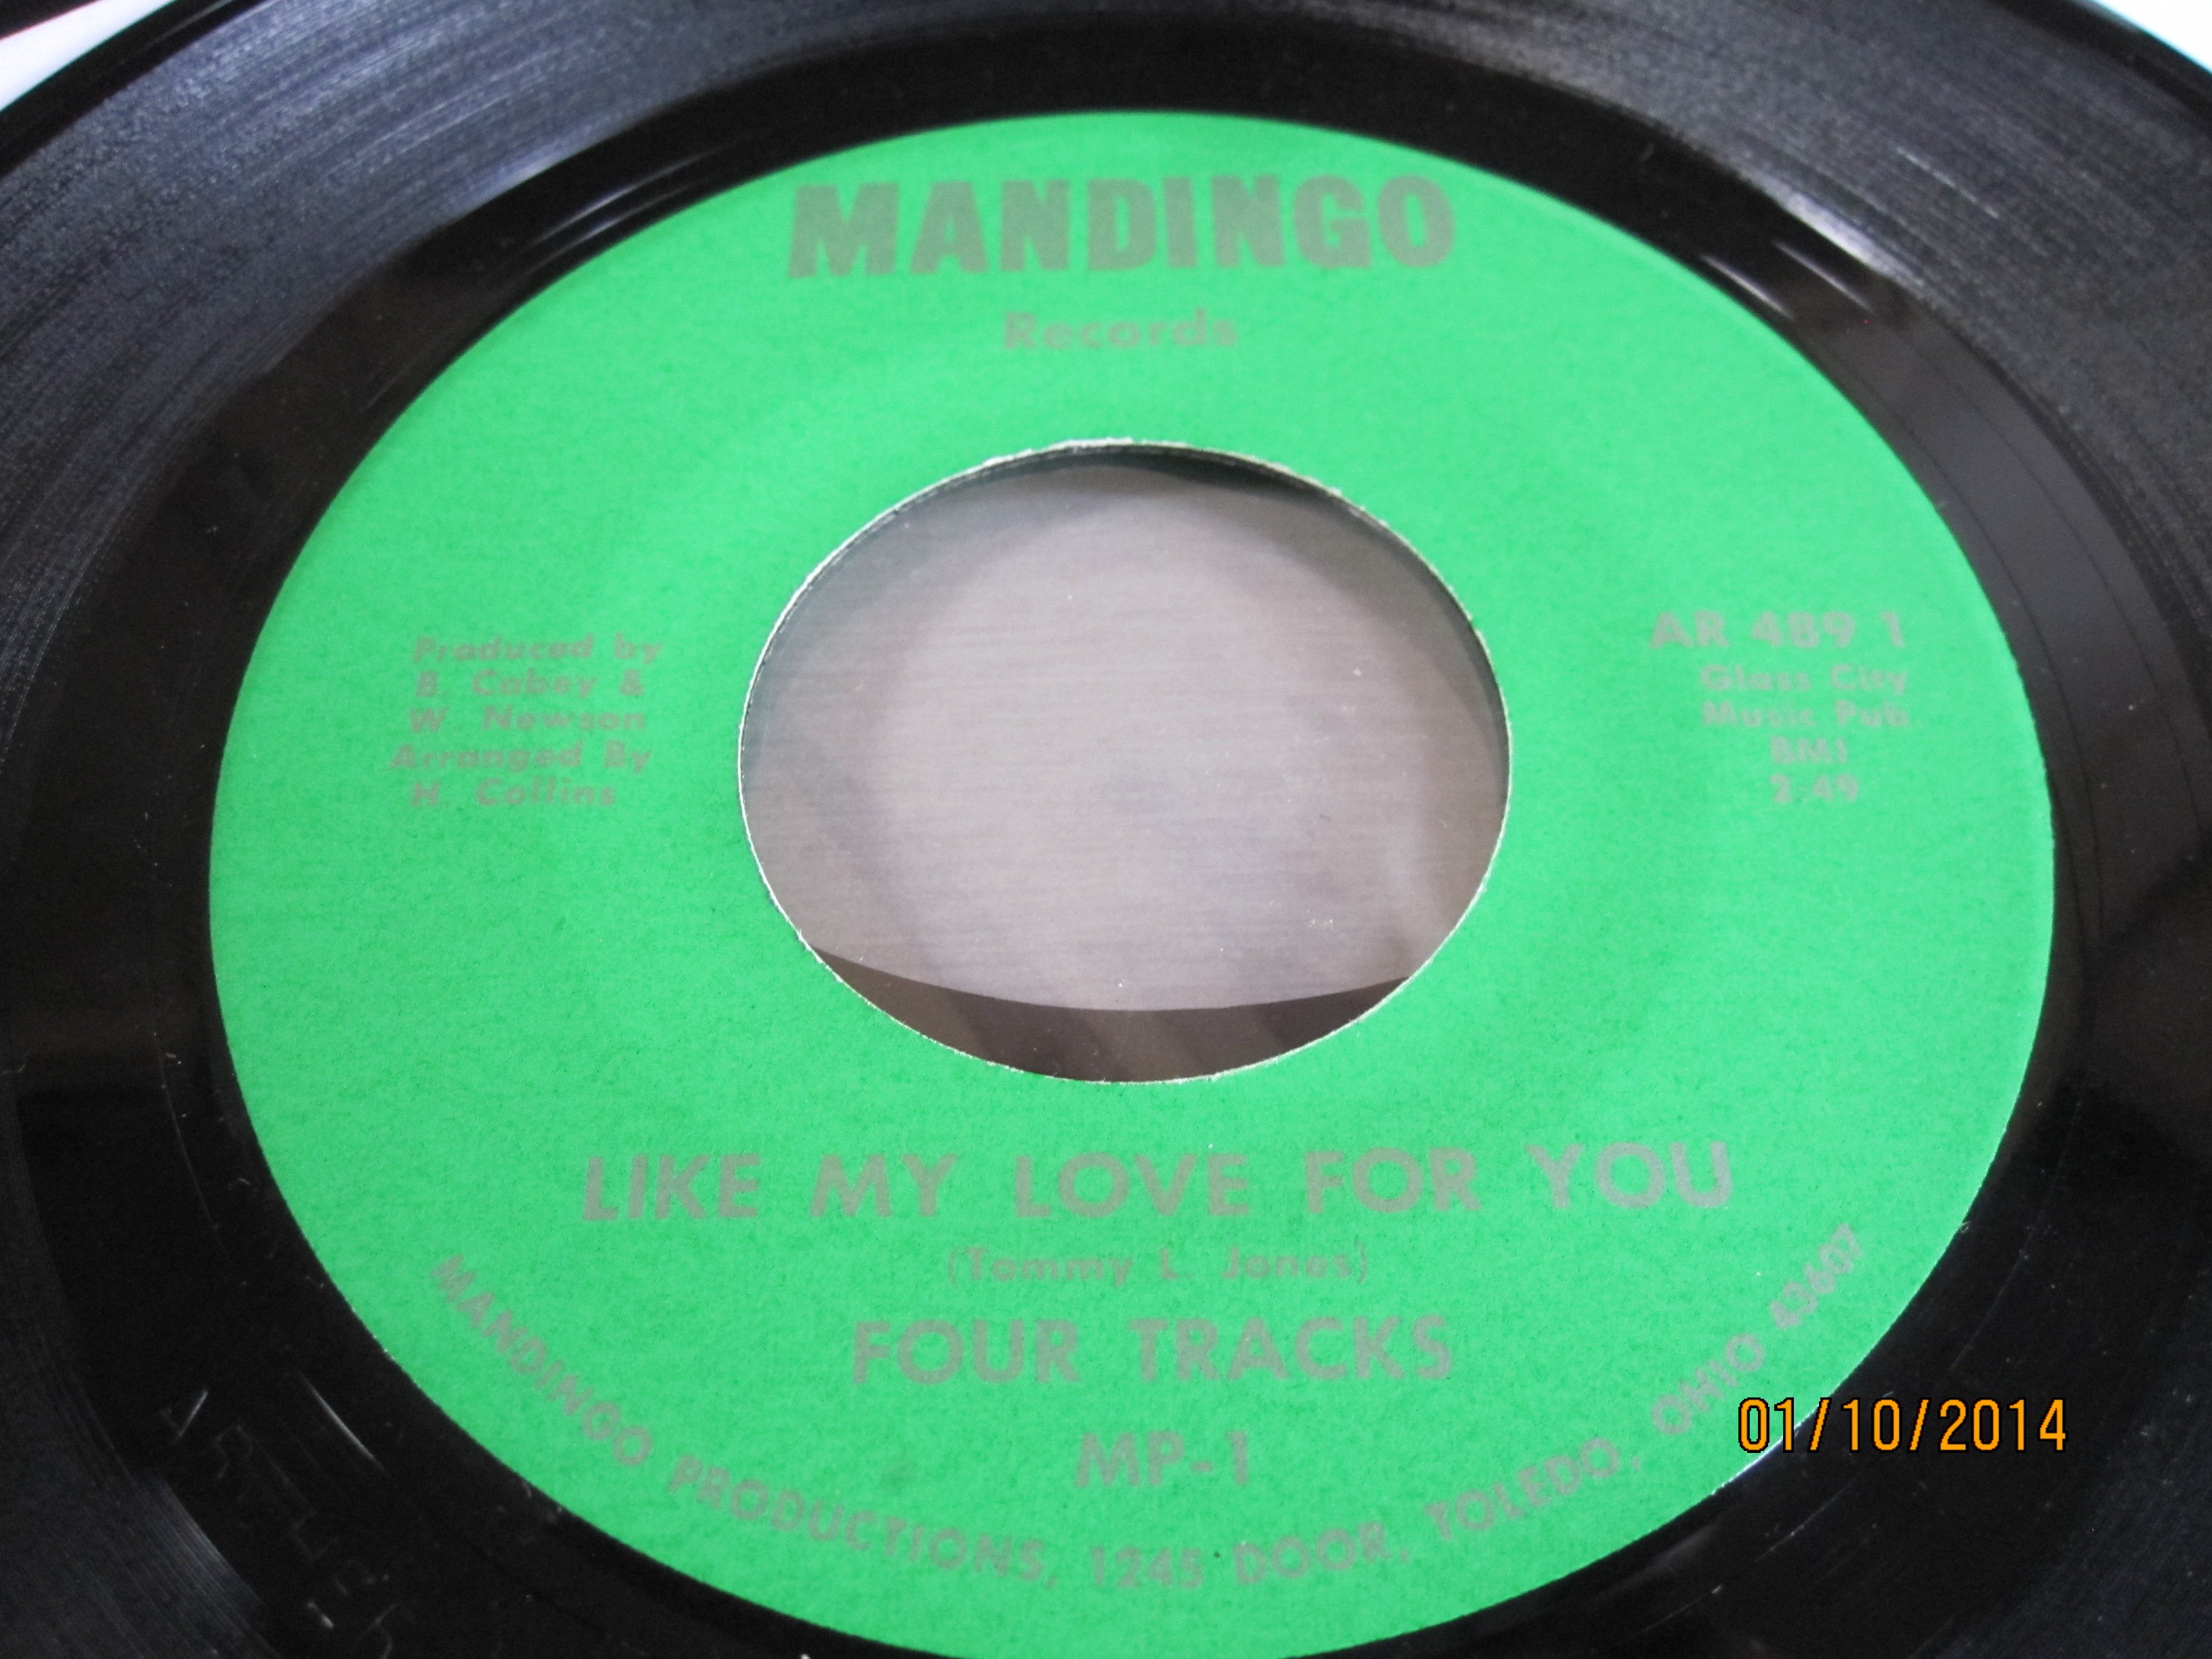 MANDINGO
Records
Produced by
B. Cobey &
W. Newson
Arranged By
H. Collins
AR 489 1
Glass City
Music Pub
BMI
2:49
LIKE MY LOVE FOR YOU
(Tommy L. Jones)
FOUR TRACKS
MP-1
MANDINGO PRODUCTIONS, 1245 DOOR, TOLEDO, OHIO 43607
01/10/2014